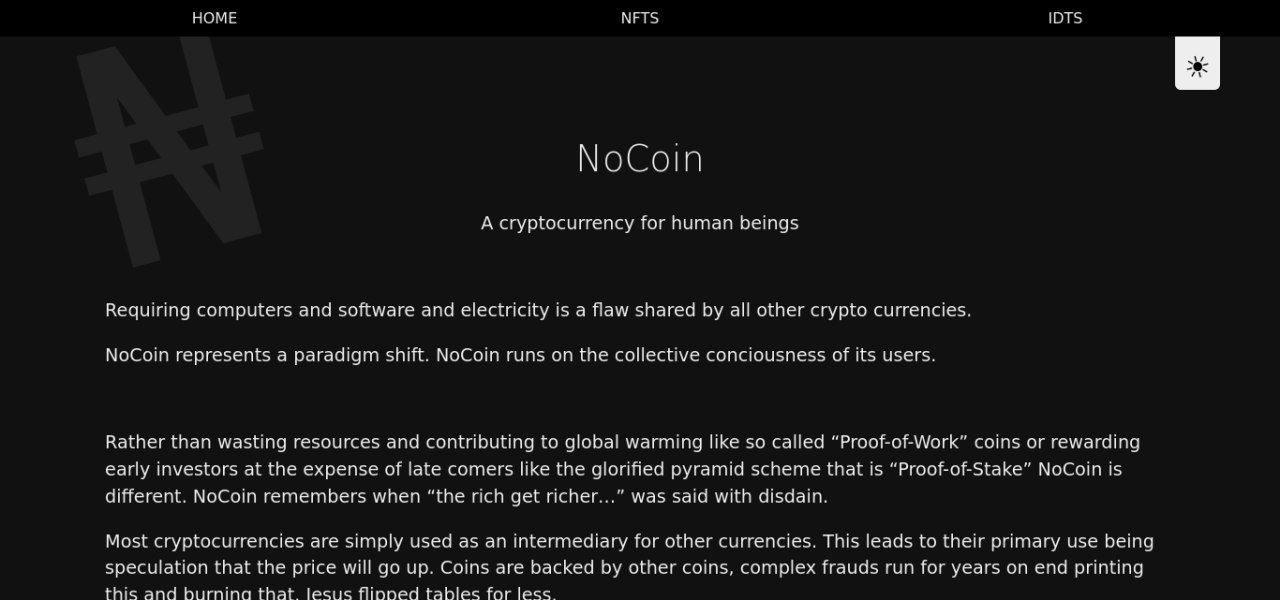 HOME NFTS IDTS
NoCoin
A cryptocurrency for human beings
Requiring computers and software and electricity is a flaw shared by all other crypto currencies.
NoCoin represents a paradigm shift. NoCoin runs on the collective conciousness of its users.
Rather than wasting resources and contributing to global warming like so called “Proof-of-Work” coins or rewarding
early investors at the expense of late comers like the glorified pyramid scheme that is “Proof-of-Stake” NoCoin is
different. NoCoin remembers when “the rich get richer…” was said with disdain.
Most cryptocurrencies are simply used as an intermediary for other currencies. This leads to their primary use being
speculation that the price will go up. Coins are backed by other coins, complex frauds run for years on end printing
this and burning that. Jesus flipped tables for less.